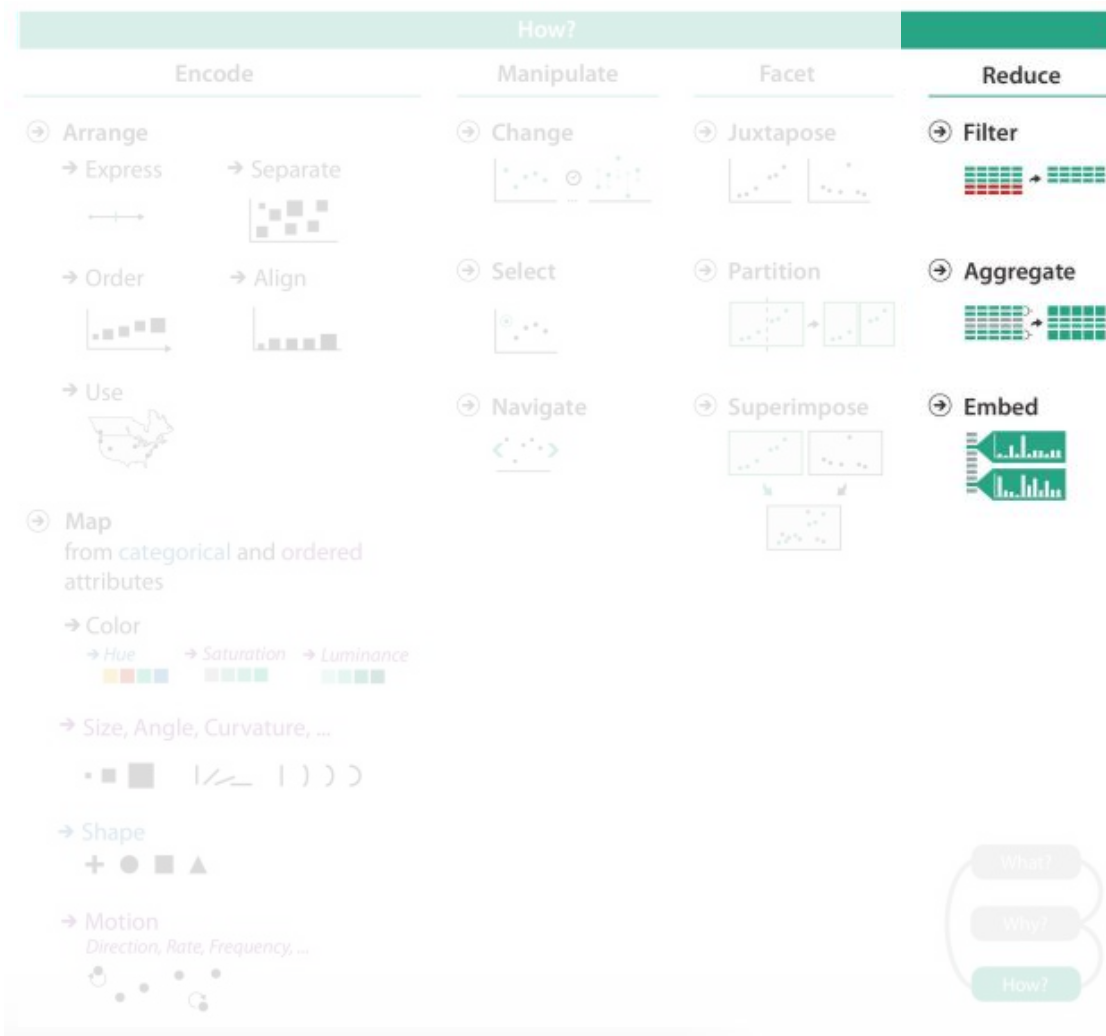 How?
Encode
Manipulate
Facet
Reduce
Arrange
Express
Separate
Order
Align
Use
Map
from categorical and ordered
attributes
Color
Hue
Saturation
Luminance
Size, Angle, Curvature, ...
Shape
Motion
Direction, Rate, Frequency, ...
Change
...
Select
Navigate
Juxtapose
Partition
Superimpose
Filter
Aggregate
Embed
What?
Why?
How?